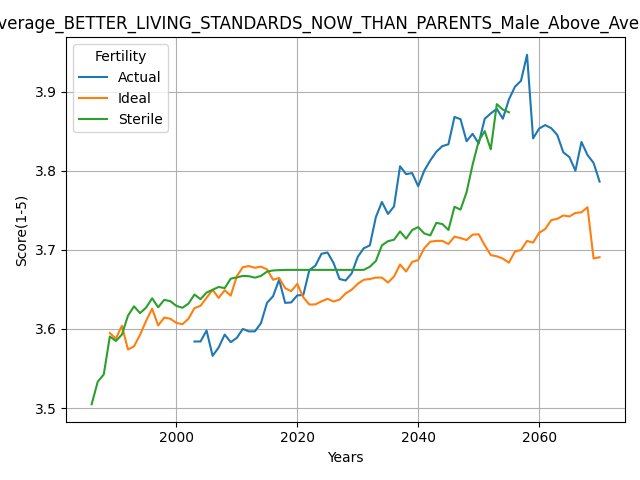 verage_BETTER_LIVING_STANDARDS_NOW_THAN_PARENTS_Male_Above_Ave
Fertility
Actual
Ideal
Sterile
3.9
3.8
3.7
3.6
3.5
Score(1-5)
2000 2020 2040 2060
Years